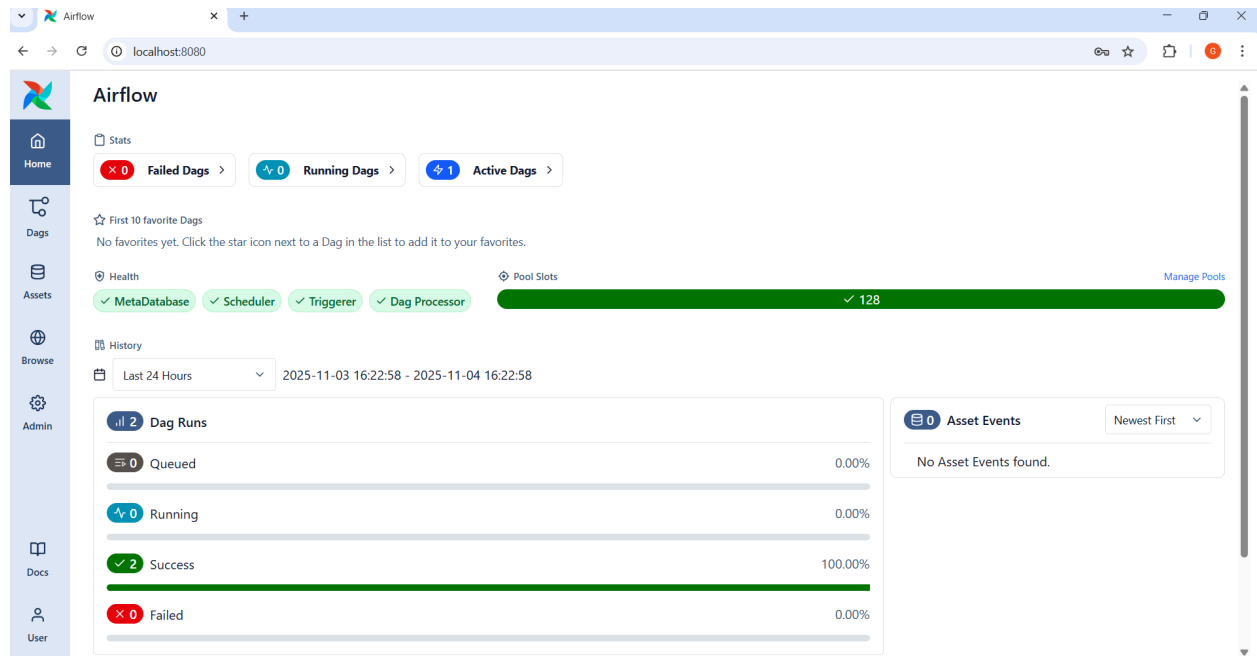 Airflow
localhost:8080
G
Airflow
Stats
0 Failed Dags
0 Running Dags
1 Active Dags
First 10 favorite Dags
No favorites yet. Click the star icon next to a Dag in the list to add it to your favorites.
Health
MetaDatabase
Scheduler
Triggerer
Dag Processor
Pool Slots
Manage Pools
128
History
Last 24 Hours
2025-11-03 16:22:58 - 2025-11-04 16:22:58
2 Dag Runs
0 Queued 0.00%
0 Running 0.00%
2 Success 100.00%
0 Failed 0.00%
0 Asset Events
Newest First
No Asset Events found.
Home
Dags
Assets
Browse
Admin
Docs
User